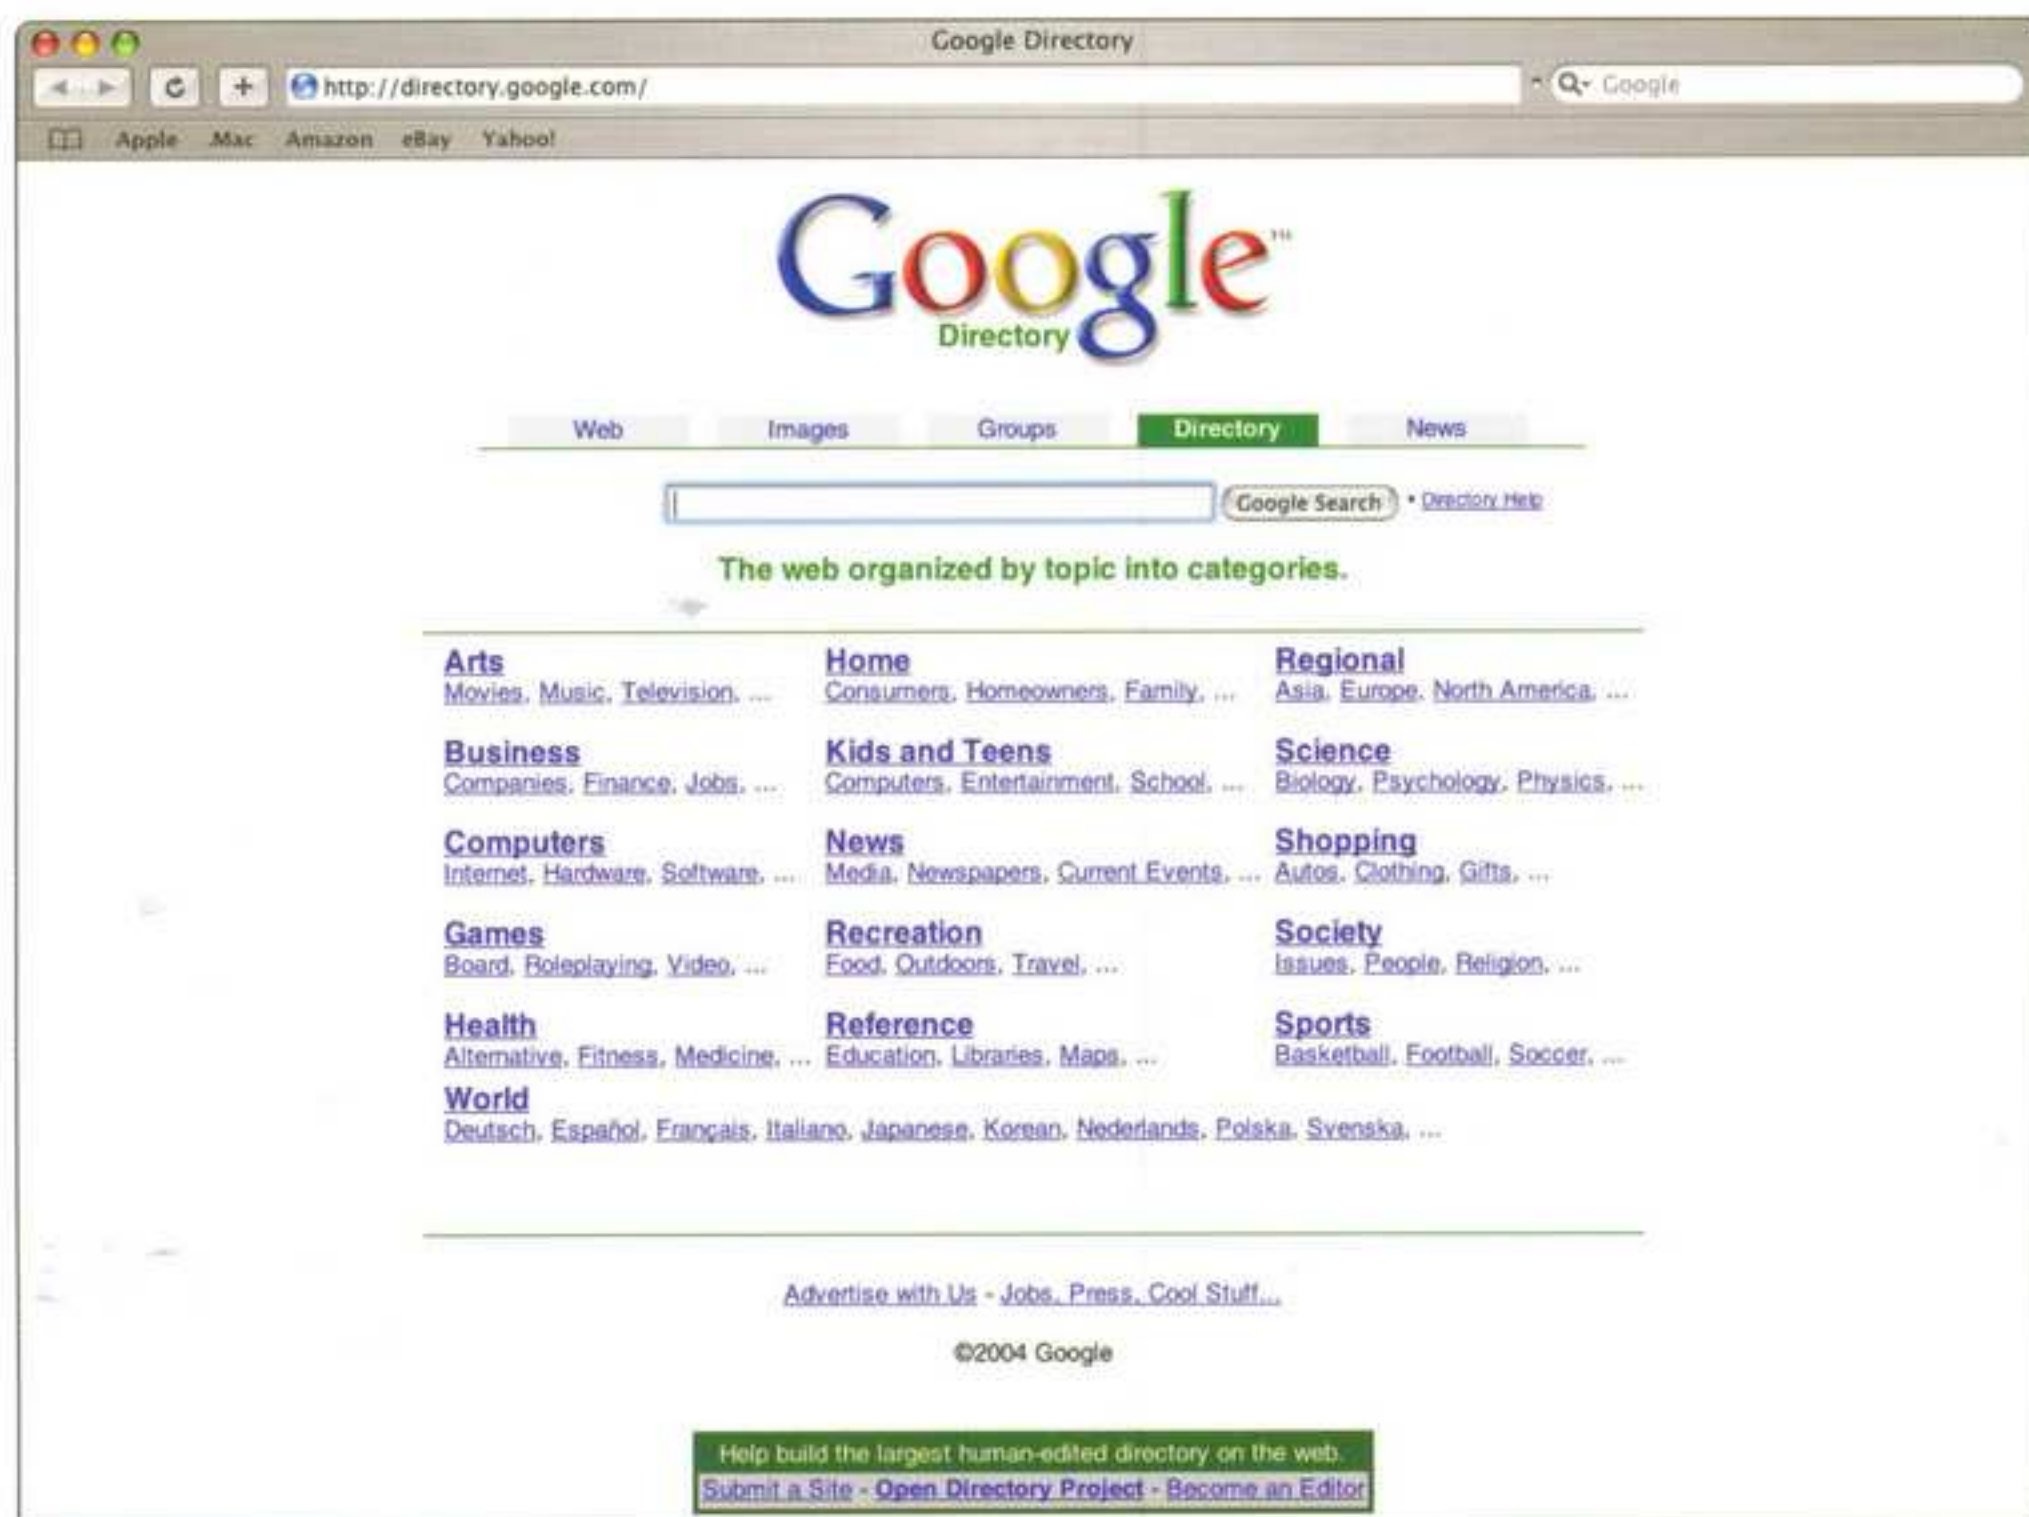 Google Directory
http://directory.google.com/
Google
Apple .Mac Amazon eBay Yahoo!
Google™
Directory
Web Images Groups Directory News
Google Search • Directory Help
The web organized by topic into categories.
Arts Home Regional
Movies, Music, Television, ... Consumers, Homeowners, Family, ... Asia, Europe, North America, ...
Business Kids and Teens Science
Companies, Finance, Jobs, ... Computers, Entertainment, School, ... Biology, Psychology, Physics, ...
Computers News Shopping
Internet, Hardware, Software, ... Media, Newspapers, Current Events, ... Autos, Clothing, Gifts, ...
Games Recreation Society
Board, Roleplaying, Video, ... Food, Outdoors, Travel, ... Issues, People, Religion, ...
Health Reference Sports
Alternative, Fitness, Medicine, ... Education, Libraries, Maps, ... Basketball, Football, Soccer, ...
World
Deutsch, Español, Français, Italiano, Japanese, Korean, Nederlands, Polska, Svenska, ...
Advertise with Us - Jobs, Press, Cool Stuff...
©2004 Google
Help build the largest human-edited directory on the web.
Submit a Site - Open Directory Project - Become an Editor